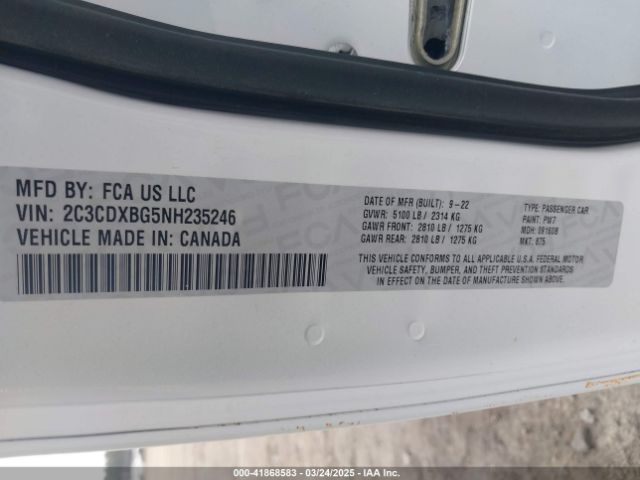 MFD BY: FCA US LLC
VIN: 2C3CDXBG5NH235246
VEHICLE MADE IN: CANADA
DATE OF MFR (BUILT): 9-22
GVWR: 5100 LB / 2314 KG
GAWR FRONT: 2810 LB / 1275 KG
GAWR REAR: 2810 LB / 1275 KG
TYPE: PASSENGER CAR
PAINT: PW7
MDH: 091608
MKT: 675
THIS VEHICLE CONFORMS TO ALL APPLICABLE U.S.A. FEDERAL MOTOR
VEHICLE SAFETY, BUMPER, AND THEFT PREVENTION STANDARDS
IN EFFECT ON THE DATE OF MANUFACTURE SHOWN ABOVE.
000-41868583 / 03/24/2025 - IAA.